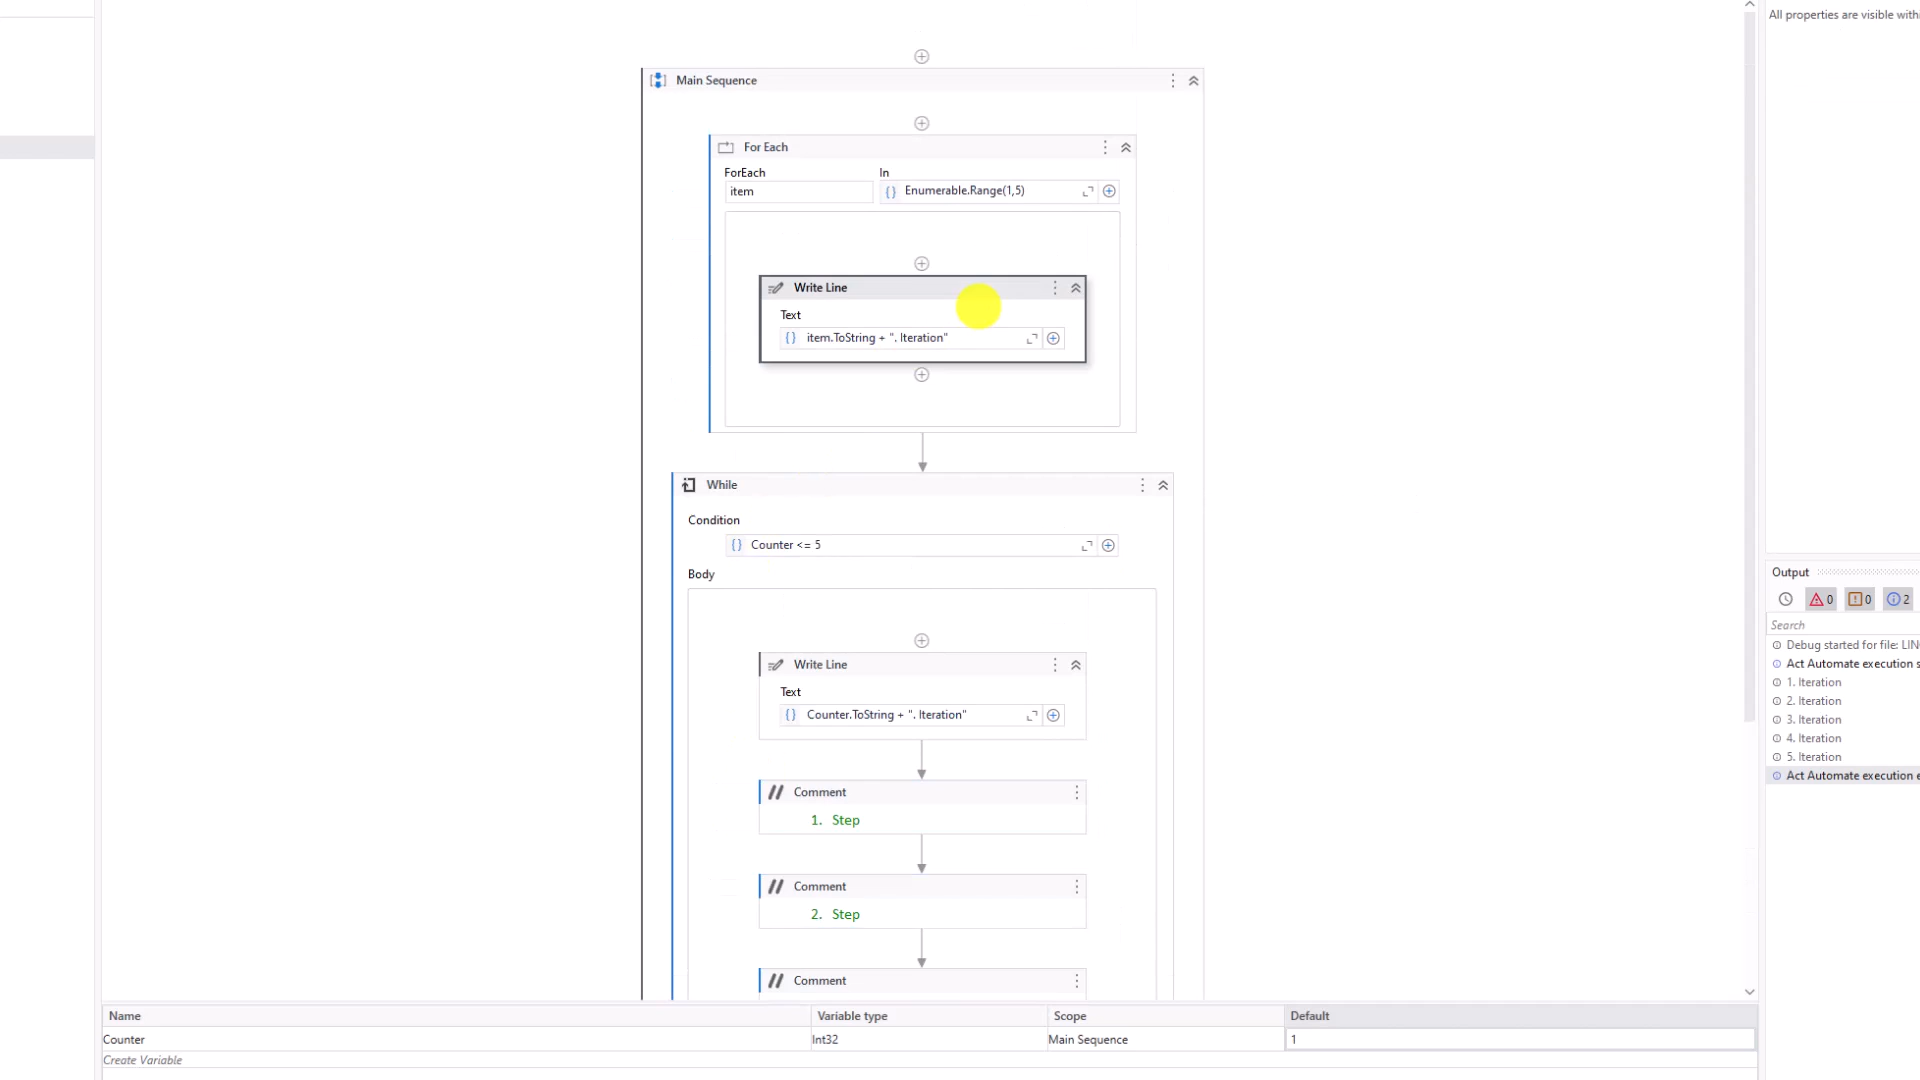 All properties are visible with
Main Sequence
For Each
ForEach In
item Enumerable.Range(1,5)
Write Line
Text
item.ToString + ". Iteration"
While
Condition
Counter <= 5
Body
Write Line
Text
Counter.ToString + ". Iteration"
Comment
1. Step
Comment
2. Step
Comment
Output
0 0 2
Search
Debug started for file: LIN
Act Automate execution s
1. Iteration
2. Iteration
3. Iteration
4. Iteration
5. Iteration
Act Automate execution e
Name Variable type Scope Default
Counter Int32 Main Sequence 1
Create Variable